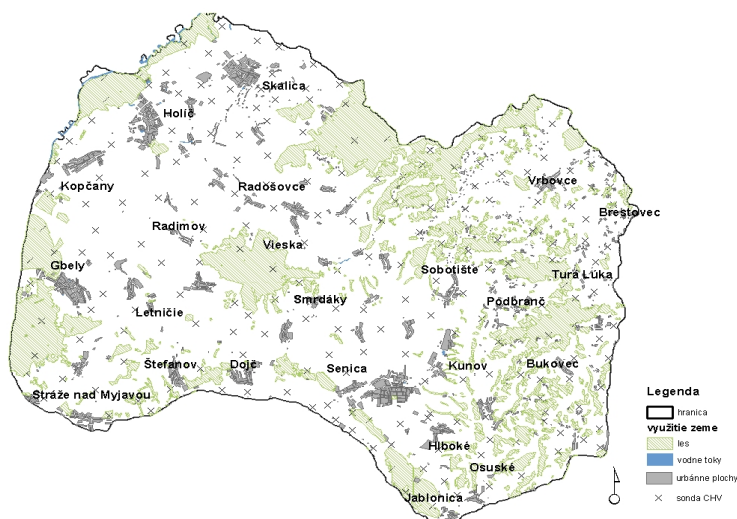 Skalica
Holíč
Kopčany
Radošovce
Vrbovce
Brestovec
Radimov
Vieska
Gbely
Sobotište
Turá Lúka
Smrdáky
Podbranč
Letničie
Štefanov
Dojč
Senica
Kunov
Bukovec
Stráže nad Myjavou
Hlboké
Osuské
Jablonica
Legenda
hranica
využitie zeme
les
vodne toky
urbánne plochy
sonda CHV